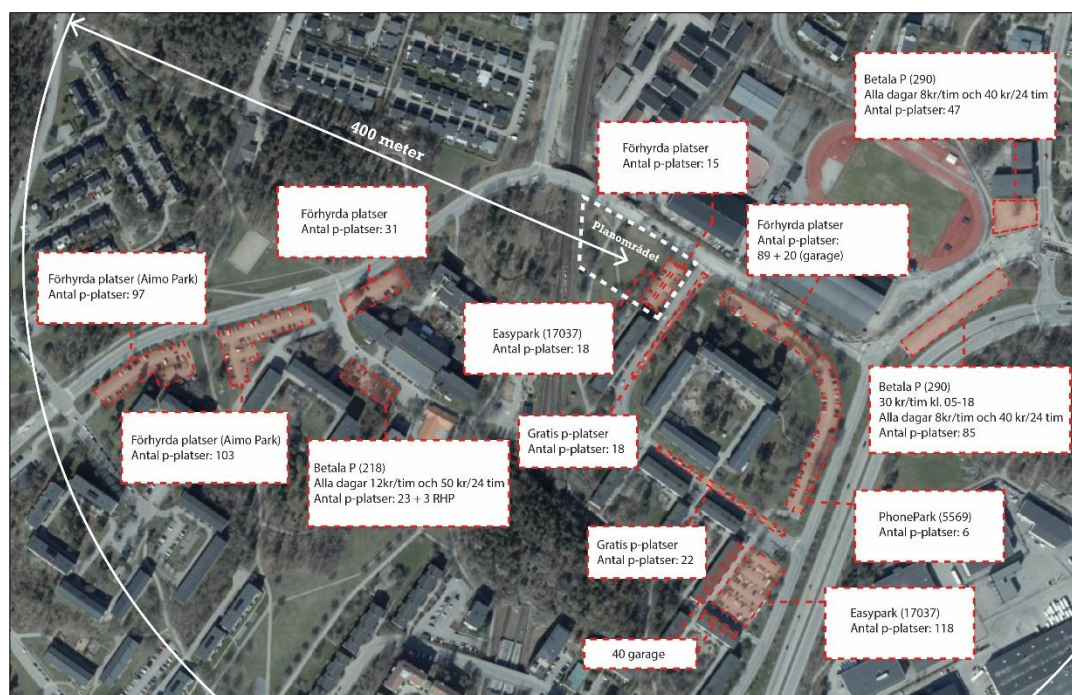 Betala P (290)
Alla dagar 8kr/tim och 40 kr/24 tim
Antal p-platser: 47
400 meter
Förhyrda platser
Antal p-platser: 15
Förhyrda platser
Antal p-platser: 31
Planområdet
Förhyrda platser
Antal p-platser:
89 + 20 (garage)
Förhyrda platser (Aimo Park)
Antal p-platser: 97
Easypark (17037)
Antal p-platser: 18
Betala P (290)
30 kr/tim kl. 05-18
Alla dagar 8kr/tim och 40 kr/24 tim
Antal p-platser: 85
Förhyrda platser (Aimo Park)
Antal p-platser: 103
Betala P (218)
Alla dagar 12kr/tim och 50 kr/24 tim
Antal p-platser: 23 + 3 RHP
Gratis p-platser
Antal p-platser: 18
PhonePark (5569)
Antal p-platser: 6
Gratis p-platser
Antal p-platser: 22
Easypark (17037)
Antal p-platser: 118
40 garage